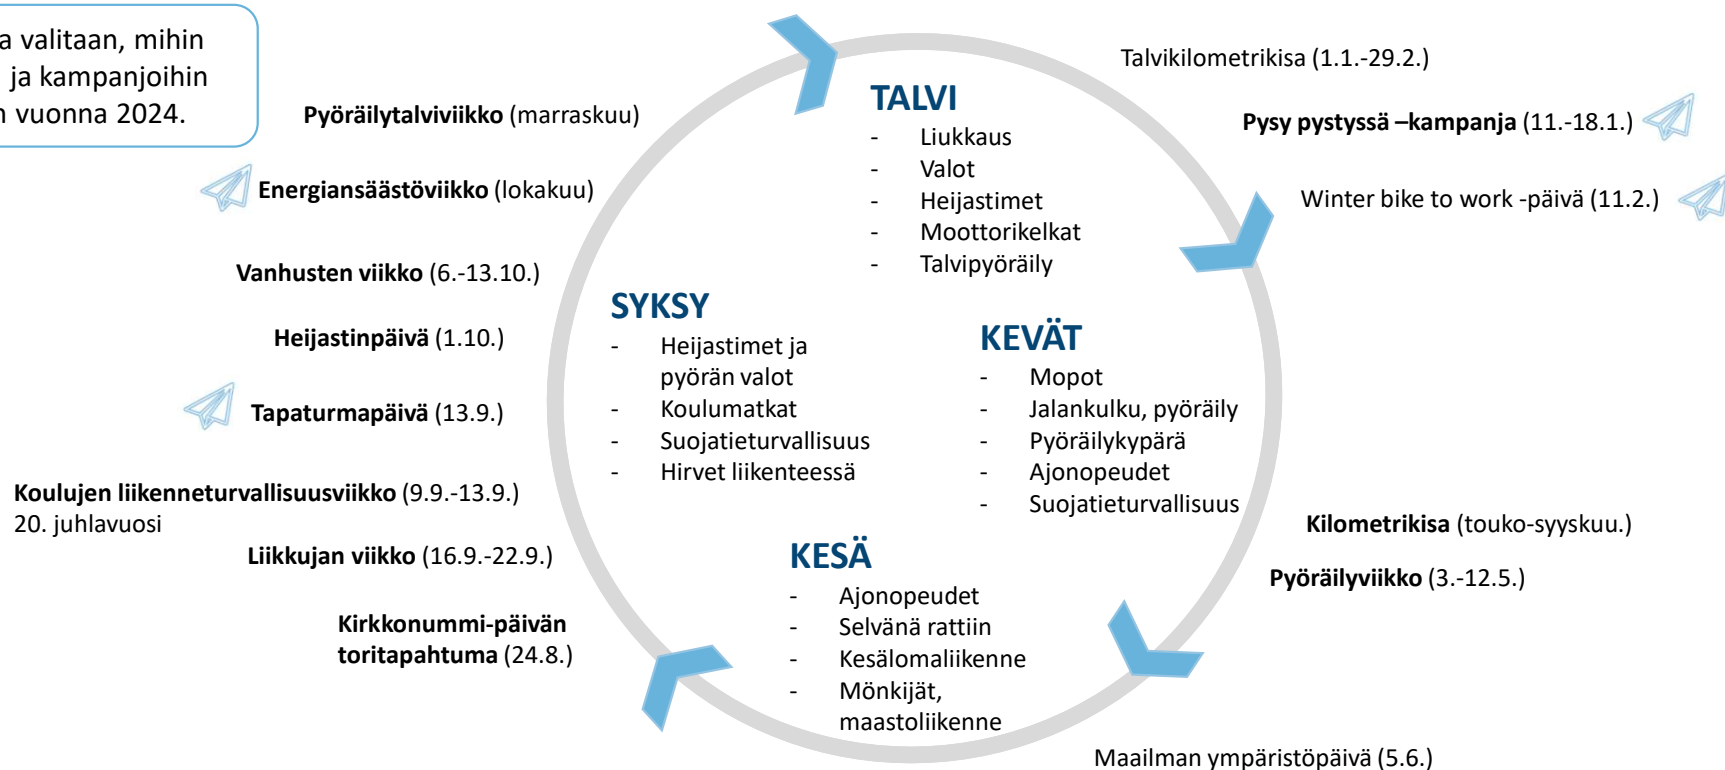 a valitaan, mihin
ja kampanjoihin
vuonna 2024.
Pyöräilytalviviikko (marraskuu)
Energiansäästöviikko (lokakuu)
Vanhusten viikko (6.-13.10.)
Heijastinpäivä (1.10.)
Tapaturmapäivä (13.9.)
Koulujen liikenneturvallisuusviikko (9.9.-13.9.)
20. juhlavuosi
Liikkujan viikko (16.9.-22.9.)
Kirkkonummi-päivän
toritapahtuma (24.8.)
TALVI
- Liukkaus
- Valot
- Heijastimet
- Moottorikelkat
- Talvipyöräily
SYKSY
- Heijastimet ja
pyörän valot
- Koulumatkat
- Suojatieturvallisuus
- Hirvet liikenteessä
KEVÄT
- Mopot
- Jalankulku, pyöräily
- Pyöräilykypärä
- Ajonopeudet
- Suojatieturvallisuus
KESÄ
- Ajonopeudet
- Selvänä rattiin
- Kesälomaliikenne
- Mönkijät,
maastoliikenne
Talvikilometrikisa (1.1.-29.2.)
Pysy pystyssä –kampanja (11.-18.1.)
Winter bike to work -päivä (11.2.)
Kilometrikisa (touko-syyskuu.)
Pyöräilyviikko (3.-12.5.)
Maailman ympäristöpäivä (5.6.)